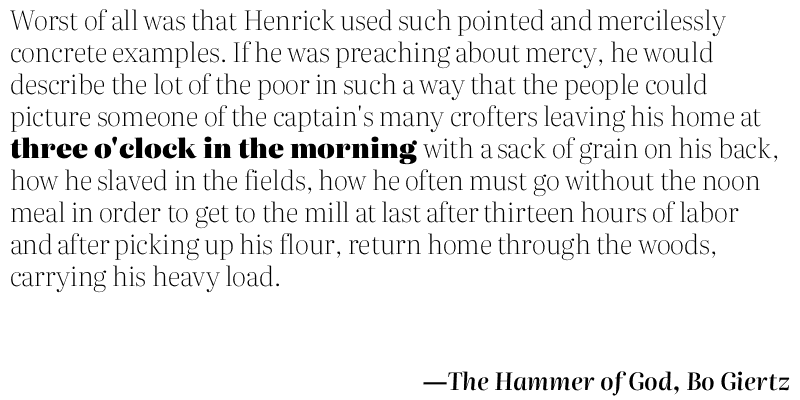 Worst of all was that Henrick used such pointed and mercilessly
concrete examples. If he was preaching about mercy, he would
describe the lot of the poor in such a way that the people could
picture someone of the captain's many crofters leaving his home at
three o'clock in the morning with a sack of grain on his back,
how he slaved in the fields, how he often must go without the noon
meal in order to get to the mill at last after thirteen hours of labor
and after picking up his flour, return home through the woods,
carrying his heavy load.
—The Hammer of God, Bo Giertz